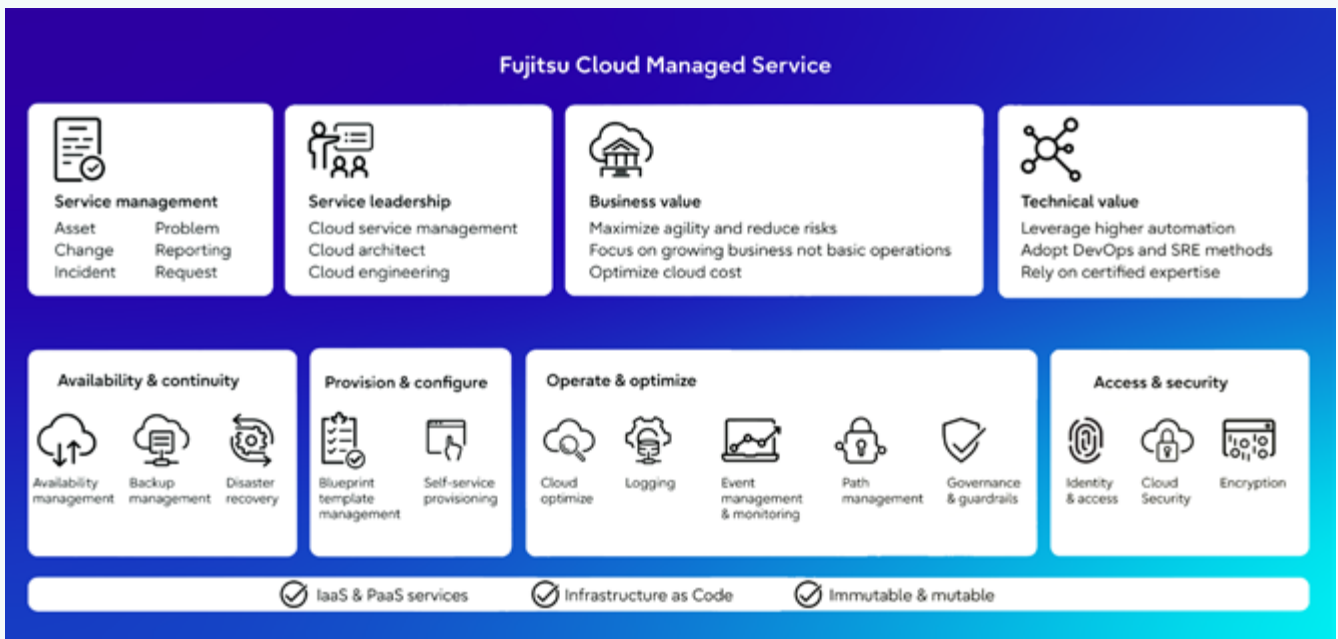 Fujitsu Cloud Managed Service
Service management
Asset Problem
Change Reporting
Incident Request
Service leadership
Cloud service management
Cloud architect
Cloud engineering
Business value
Maximize agility and reduce risks
Focus on growing business not basic operations
Optimize cloud cost
Technical value
Leverage higher automation
Adopt DevOps and SRE methods
Rely on certified expertise
Availability & continuity
Availability
management
Backup
management
Disaster
recovery
Provision & configure
Blueprint
template
management
Self-service
provisioning
Operate & optimize
Cloud
optimize
Logging
Event
management
& monitoring
Path
management
Governance
& guardrails
Access & security
Identity
& access
Cloud
Security
Encryption
IaaS & PaaS services
Infrastructure as Code
Immutable & mutable